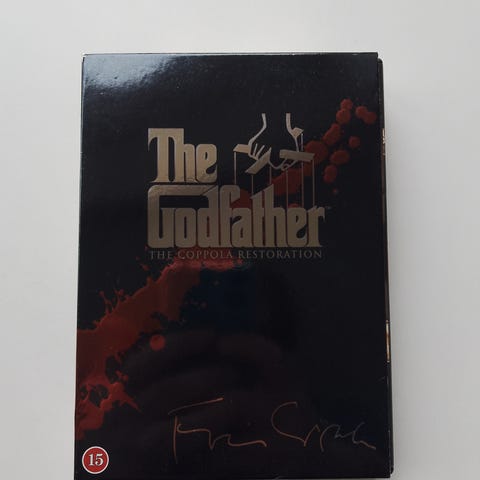 The
Godfather
THE COPPOLA RESTORATION
15